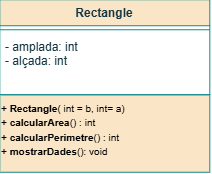 Rectangle
- amplada: int
- alçada: int
+ Rectangle( int = b, int= a)
+ calcularArea() : int
+ calcularPerimetre() : int
+ mostrarDades(): void